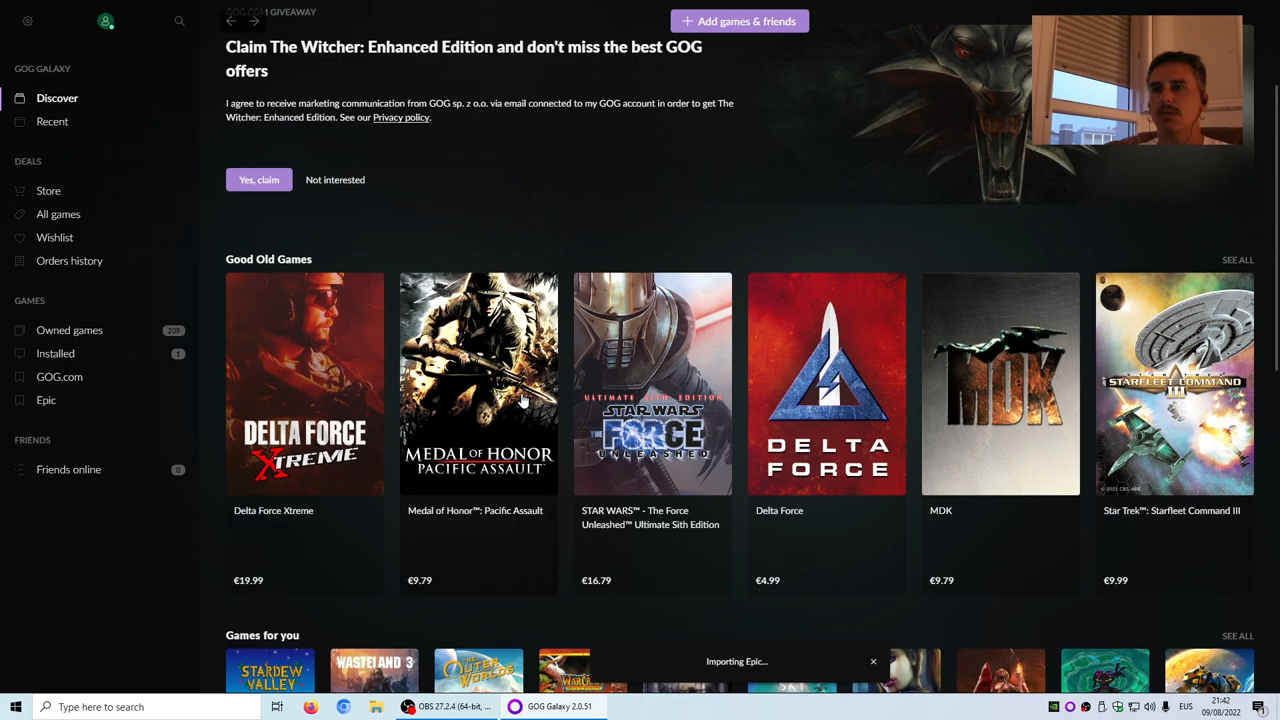 GOG.COM GIVEAWAY
Add games & friends
Claim The Witcher: Enhanced Edition and don't miss the best GOG
offers
I agree to receive marketing communication from GOG sp. z o.o. via email connected to my GOG account in order to get The
Witcher: Enhanced Edition. See our Privacy policy.
Yes, claim
Not interested
GOG GALAXY
Discover
Recent
DEALS
Store
All games
Wishlist
Orders history
GAMES
Owned games 209
Installed 1
GOG.com
Epic
FRIENDS
Friends online 0
Good Old Games
SEE ALL
DELTA FORCE
XTREME
MEDAL OF HONOR
PACIFIC ASSAULT
ULTIMATE SITH EDITION
STAR WARS
THE FORCE
UNLEASHED
DELTA
FORCE
MDK
STARFLEET COMMAND
III
Delta Force Xtreme
Medal of Honor™: Pacific Assault
STAR WARS™ - The Force
Unleashed™ Ultimate Sith Edition
Delta Force
MDK
Star Trek™: Starfleet Command III
€19.99
€9.79
€16.79
€4.99
€9.79
€9.99
Games for you
SEE ALL
STARDEW
VALLEY
WASTELAND 3
THE
OUTER
WORLDS
WARCRAFT
Importing Epic...
Type here to search
OBS 27.2.4 (64-bit, ...
GOG Galaxy 2.0.51
EUS
21:42
09/08/2022
1